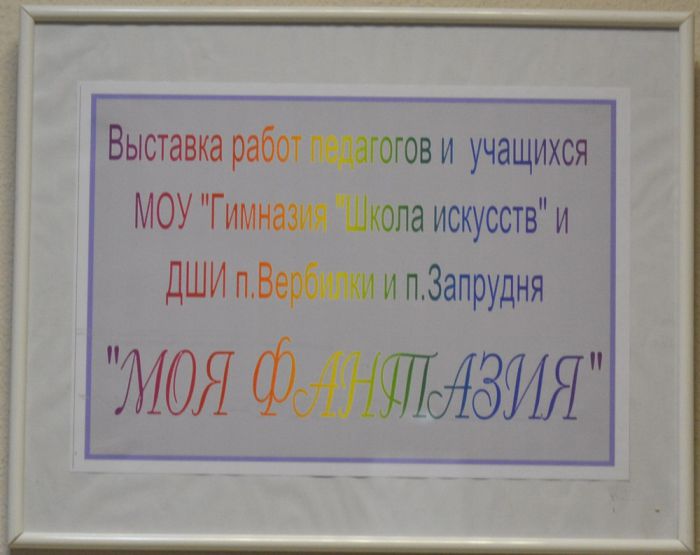 Выставка работ педагогов и учащихся
МОУ "Гимназия "Школа искусств" и
ДШИ п.Вербилки и п.Запрудня
"МОЯ ФАНТАЗИЯ"